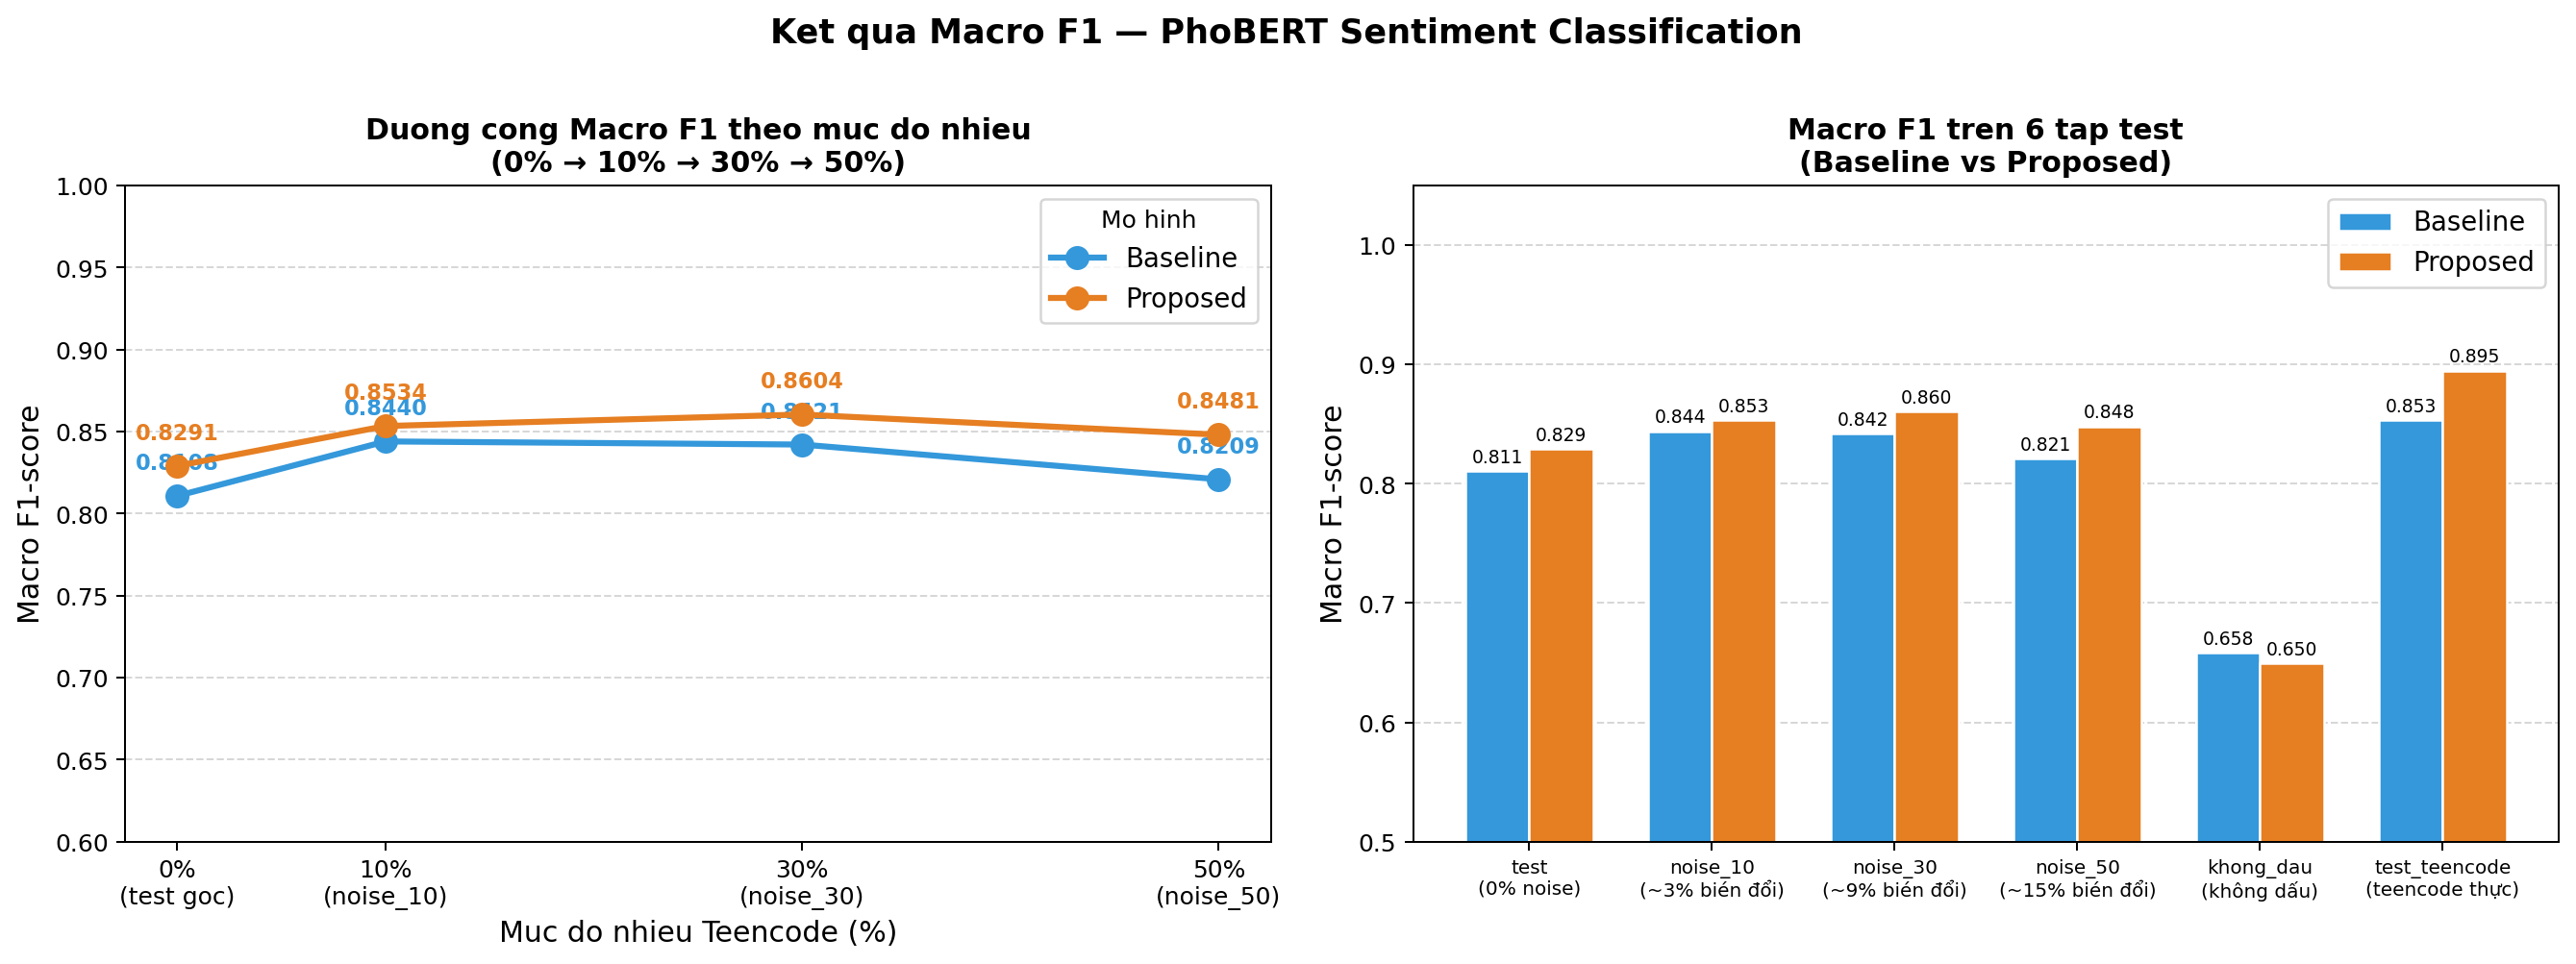 Ket qua Macro F1 — PhoBERT Sentiment Classification
Duong cong Macro F1 theo muc do nhieu
(0% → 10% → 30% → 50%)
Macro F1-score
1.00
0.95
0.90
0.85
0.80
0.75
0.70
0.65
0.60
Mo hinh
Baseline
Proposed
0.8291
0.8534
0.8440
0.8604
0.8481
0.8209
0%
(test goc)
10%
(noise_10)
30%
(noise_30)
50%
(noise_50)
Muc do nhieu Teencode (%)
Macro F1 tren 6 tap test
(Baseline vs Proposed)
Macro F1-score
1.0
0.9
0.8
0.7
0.6
0.5
Baseline
Proposed
0.811
0.829
0.844
0.853
0.842
0.860
0.821
0.848
0.658
0.650
0.853
0.895
test
(0% noise)
noise_10
(~3% bién đổi)
noise_30
(~9% bién đổi)
noise_50
(~15% bién đổi)
khong_dau
(không dấu)
test_teencode
(teencode thực)